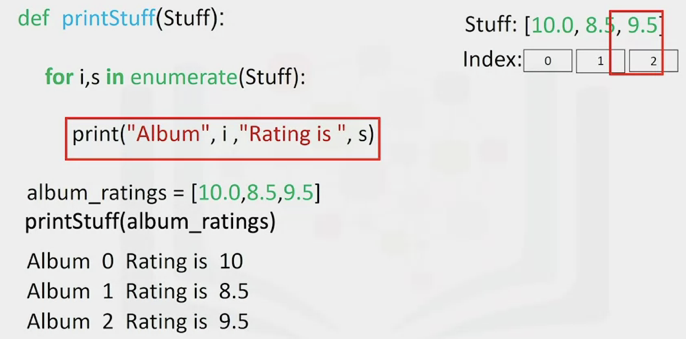 def printStuff(Stuff):
for i,s in enumerate(Stuff):
print("Album", i ,"Rating is ", s)
album_ratings = [10.0,8.5,9.5]
printStuff(album_ratings)
Album 0 Rating is 10
Album 1 Rating is 8.5
Album 2 Rating is 9.5
Stuff: [10.0, 8.5, 9.5]
Index: 0 1 2